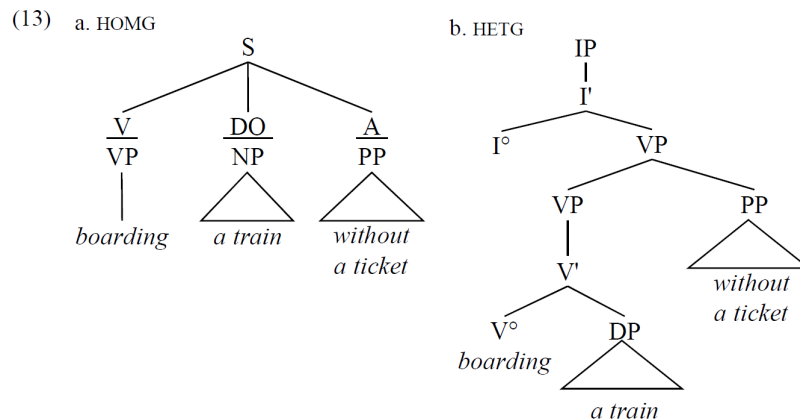 (13) a. HOMG b. HETG
S IP
I'
V DO A I° VP
VP NP PP
VP PP
boarding a train without
a ticket
V' without
a ticket
V° DP
boarding
a train